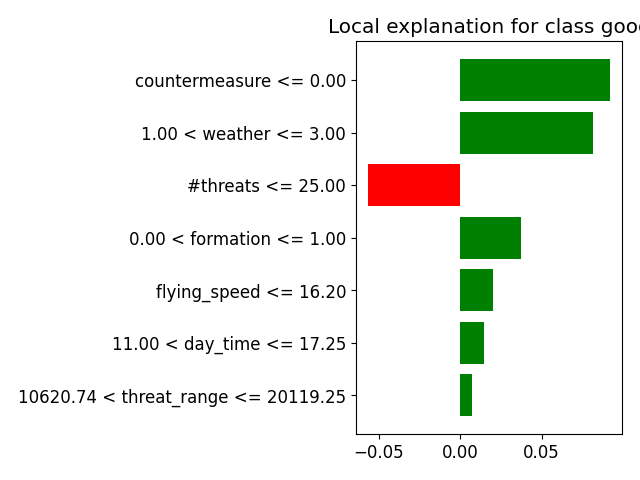 Local explanation for class goo
countermeasure <= 0.00
1.00 < weather <= 3.00
#threats <= 25.00
0.00 < formation <= 1.00
flying_speed <= 16.20
11.00 < day_time <= 17.25
10620.74 < threat_range <= 20119.25
−0.05 0.00 0.05